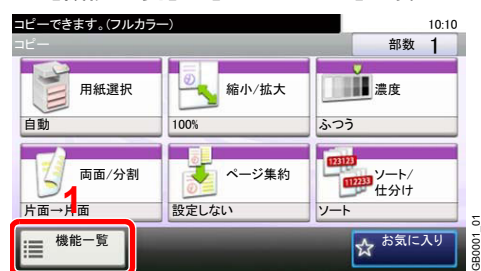 コピーできます。(フルカラー)
10:10
コピー
部数 1
用紙選択
自動
縮小/拡大
100%
濃度
ふつう
両面/分割
片面→片面
ページ集約
設定しない
123123
112233
ソート/
仕分け
ソート
1
機能一覧
お気に入り
GB0001_01